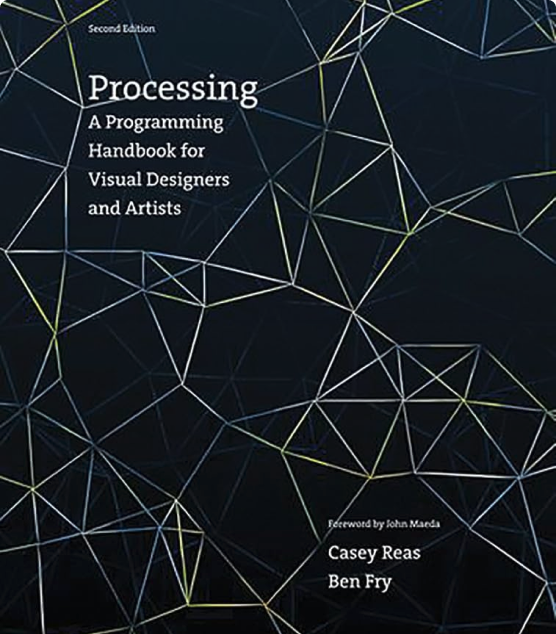 Second Edition
Processing
A Programming
Handbook for
Visual Designers
and Artists
Foreword by John Maeda
Casey Reas
Ben Fry